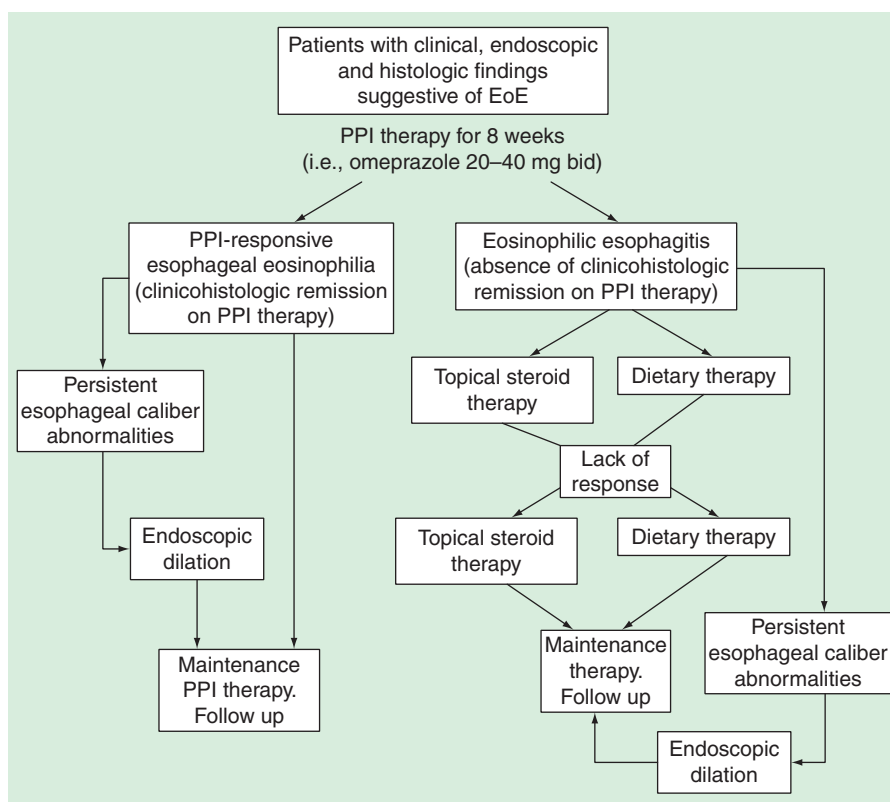 Patients with clinical, endoscopic
and histologic findings
suggestive of EoE
PPI therapy for 8 weeks
(i.e., omeprazole 20–40 mg bid)
PPI-responsive
esophageal eosinophilia
(clinicohistologic remission
on PPI therapy)
Eosinophilic esophagitis
(absence of clinicohistologic
remission on PPI therapy)
Persistent
esophageal caliber
abnormalities
Topical steroid
therapy
Dietary therapy
Lack of
response
Endoscopic
dilation
Topical steroid
therapy
Dietary therapy
Maintenance
PPI therapy.
Follow up
Maintenance
therapy.
Follow up
Persistent
esophageal caliber
abnormalities
Endoscopic
dilation